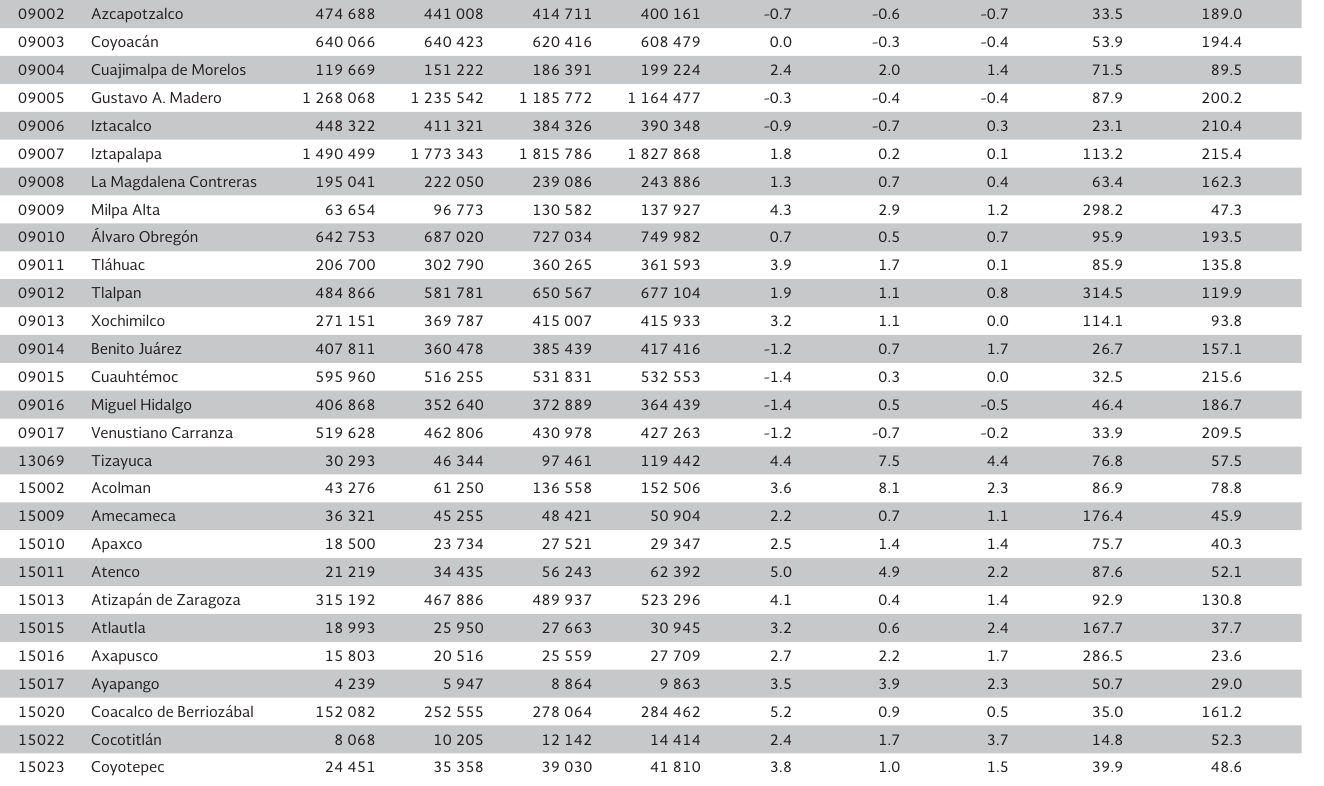 09002 Azcapotzalco 474 688 441 008 414 711 400 161 -0.7 -0.6 -0.7 33.5 189.0
09003 Coyoacán 640 066 640 423 620 416 608 479 0.0 -0.3 -0.4 53.9 194.4
09004 Cuajimalpa de Morelos 119 669 151 222 186 391 199 224 2.4 2.0 1.4 71.5 89.5
09005 Gustavo A. Madero 1 268 068 1 235 542 1 185 772 1 164 477 -0.3 -0.4 -0.4 87.9 200.2
09006 Iztacalco 448 322 411 321 384 326 390 348 -0.9 -0.7 0.3 23.1 210.4
09007 Iztapalapa 1 490 499 1 773 343 1 815 786 1 827 868 1.8 0.2 0.1 113.2 215.4
09008 La Magdalena Contreras 195 041 222 050 239 086 243 886 1.3 0.7 0.4 63.4 162.3
09009 Milpa Alta 63 654 96 773 130 582 137 927 4.3 2.9 1.2 298.2 47.3
09010 Álvaro Obregón 642 753 687 020 727 034 749 982 0.7 0.5 0.7 95.9 193.5
09011 Tláhuac 206 700 302 790 360 265 361 593 3.9 1.7 0.1 85.9 135.8
09012 Tlalpan 484 866 581 781 650 567 677 104 1.9 1.1 0.8 314.5 119.9
09013 Xochimilco 271 151 369 787 415 007 415 933 3.2 1.1 0.0 114.1 93.8
09014 Benito Juárez 407 811 360 478 385 439 417 416 -1.2 0.7 1.7 26.7 157.1
09015 Cuauhtémoc 595 960 516 255 531 831 532 553 -1.4 0.3 0.0 32.5 215.6
09016 Miguel Hidalgo 406 868 352 640 372 889 364 439 -1.4 0.5 -0.5 46.4 186.7
09017 Venustiano Carranza 519 628 462 806 430 978 427 263 -1.2 -0.7 -0.2 33.9 209.5
13069 Tizayuca 30 293 46 344 97 461 119 442 4.4 7.5 4.4 76.8 57.5
15002 Acolman 43 276 61 250 136 558 152 506 3.6 8.1 2.3 86.9 78.8
15009 Amecameca 36 321 45 255 48 421 50 904 2.2 0.7 1.1 176.4 45.9
15010 Apaxco 18 500 23 734 27 521 29 347 2.5 1.4 1.4 75.7 40.3
15011 Atenco 21 219 34 435 56 243 62 392 5.0 4.9 2.2 87.6 52.1
15013 Atizapán de Zaragoza 315 192 467 886 489 937 523 296 4.1 0.4 1.4 92.9 130.8
15015 Atlautla 18 993 25 950 27 663 30 945 3.2 0.6 2.4 167.7 37.7
15016 Axapusco 15 803 20 516 25 559 27 709 2.7 2.2 1.7 286.5 23.6
15017 Ayapango 4 239 5 947 8 864 9 863 3.5 3.9 2.3 50.7 29.0
15020 Coacalco de Berriozábal 152 082 252 555 278 064 284 462 5.2 0.9 0.5 35.0 161.2
15022 Cocotitlán 8 068 10 205 12 142 14 414 2.4 1.7 3.7 14.8 52.3
15023 Coyotepec 24 451 35 358 39 030 41 810 3.8 1.0 1.5 39.9 48.6